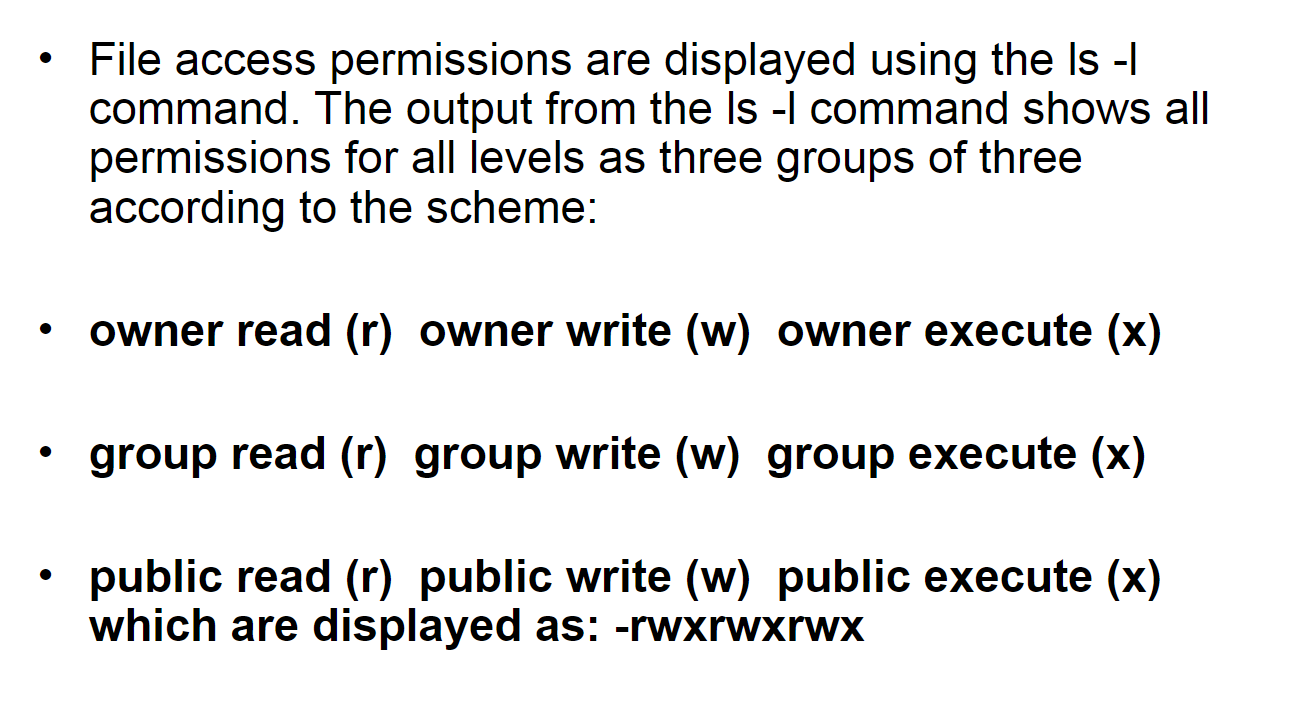 • File access permissions are displayed using the ls -l
command. The output from the ls -l command shows all
permissions for all levels as three groups of three
according to the scheme:
• owner read (r)  owner write (w)  owner execute (x)
• group read (r)  group write (w)  group execute (x)
• public read (r)  public write (w)  public execute (x)
which are displayed as: -rwxrwxrwx